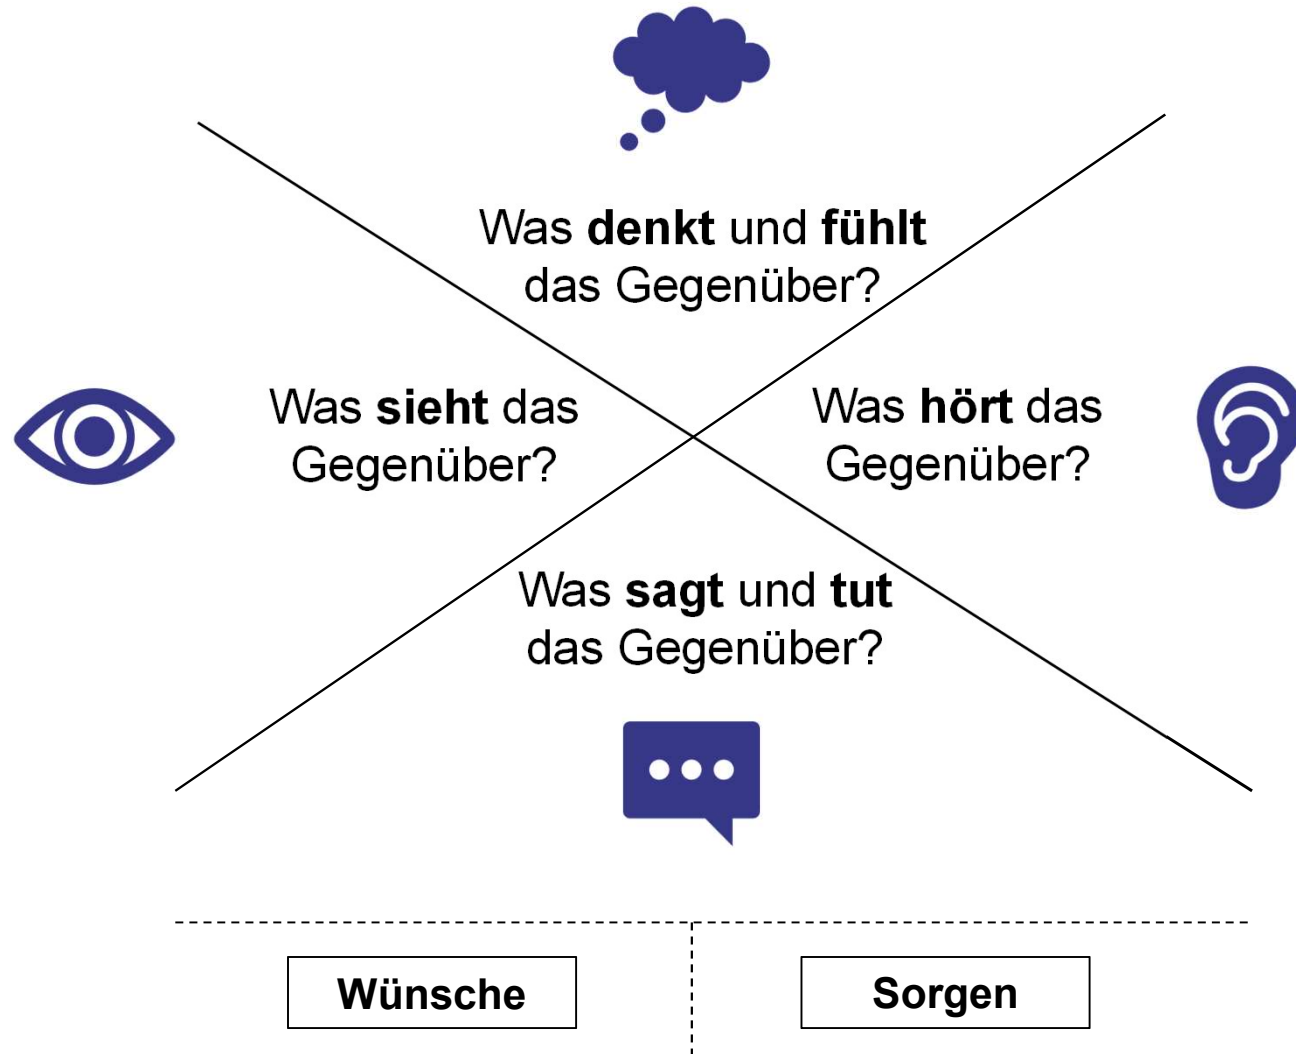 Was denkt und fühlt
das Gegenüber?
Was sieht das
Gegenüber?
Was hört das
Gegenüber?
Was sagt und tut
das Gegenüber?
Wünsche
Sorgen